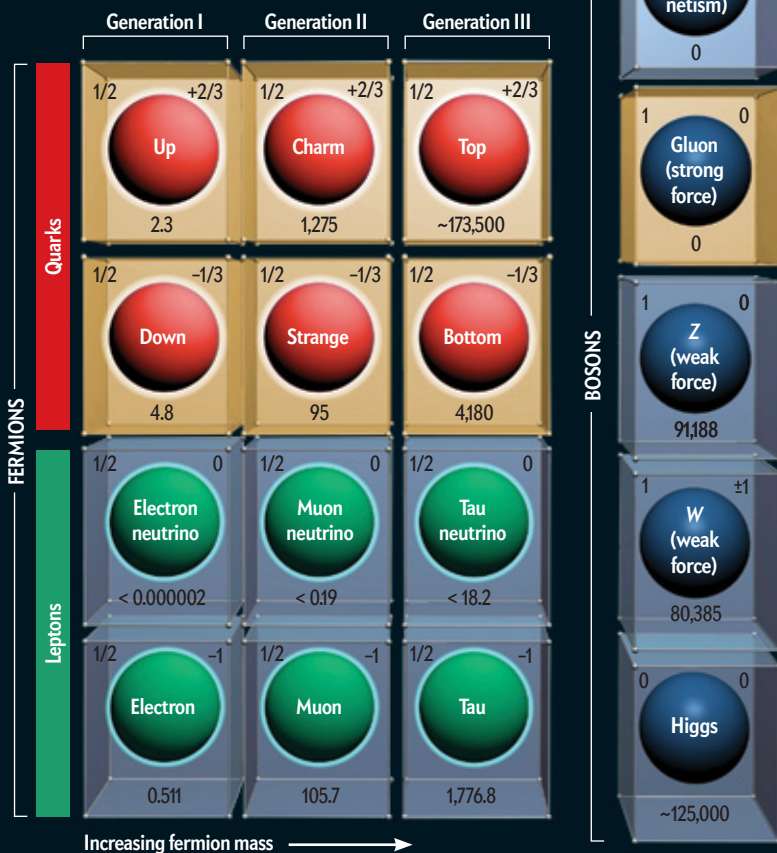 Generation I
Generation II
Generation III
FERMIONS
Quarks
1/2 +2/3
Up
2.3
1/2 +2/3
Charm
1,275
1/2 +2/3
Top
~173,500
1/2 –1/3
Down
4.8
1/2 –1/3
Strange
95
1/2 –1/3
Bottom
4,180
Leptons
1/2 0
Electron
neutrino
< 0.000002
1/2 0
Muon
neutrino
< 0.19
1/2 0
Tau
neutrino
< 18.2
1/2 –1
Electron
0.511
1/2 –1
Muon
105.7
1/2 –1
Tau
1,776.8
Increasing fermion mass
BOSONS
netism)
0
1 0
Gluon
(strong
force)
0
1 0
Z
(weak
force)
91,188
1 ±1
W
(weak
force)
80,385
0 0
Higgs
~125,000